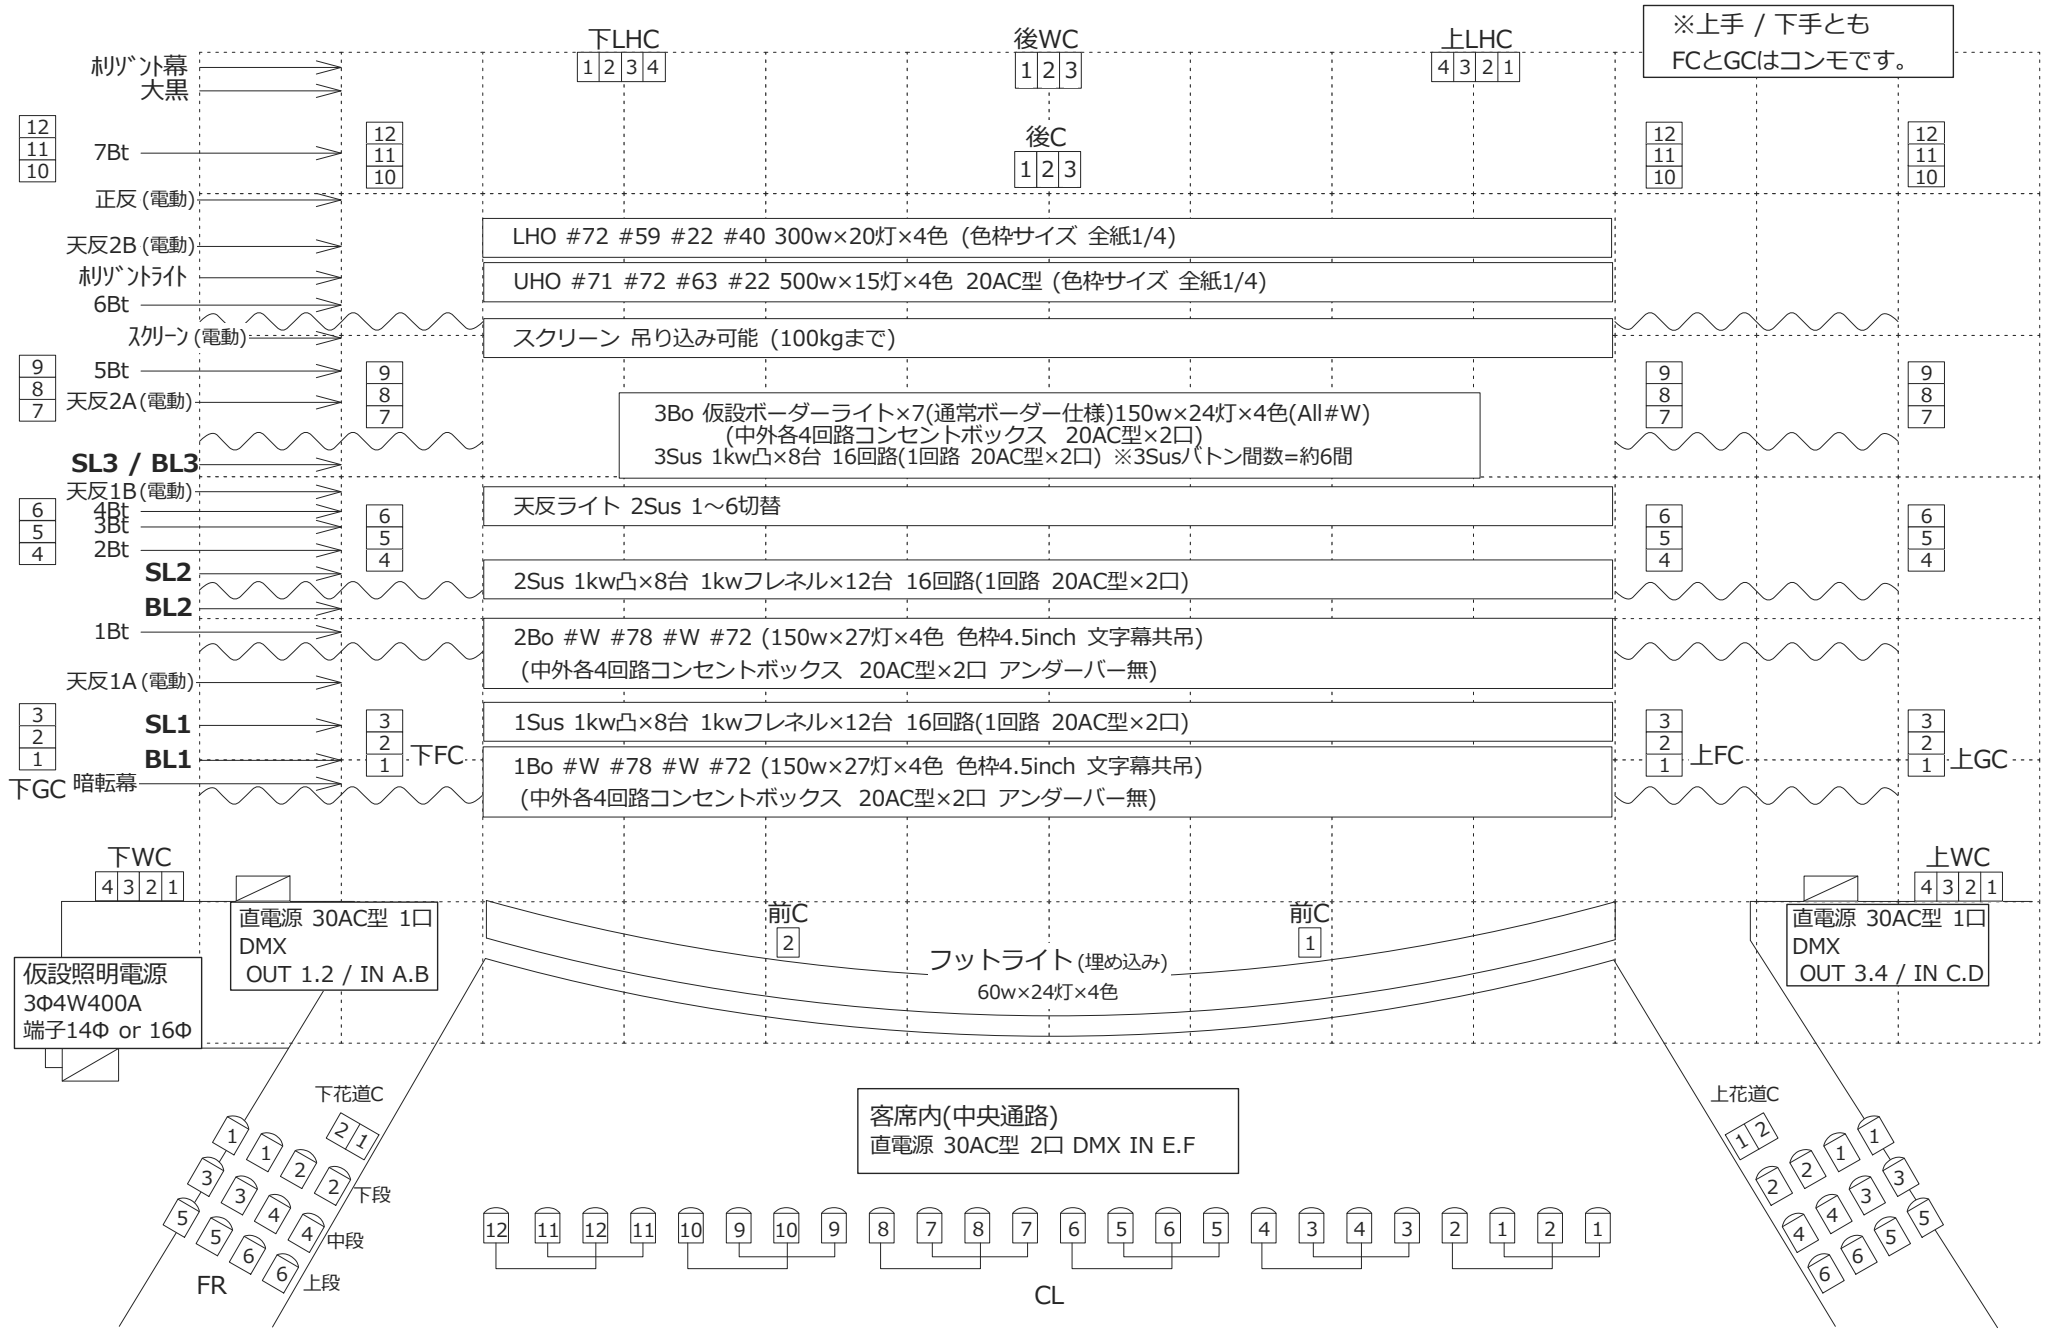 ※上手 / 下手とも
FCとGCはコンモです。
下LHC
1 2 3 4
後WC
1 2 3
上LHC
4 3 2 1
ﾎﾘｿﾞﾝﾄ幕
大黒
12
11
10
7Bt
12
11
10
後C
1 2 3
12
11
10
12
11
10
正反 (電動)
天反2B (電動)
LHO #72 #59 #22 #40 300w×20灯×4色 (色枠サイズ 全紙1/4)
ﾎﾘｿﾞﾝﾄﾗｲﾄ
UHO #71 #72 #63 #22 500w×15灯×4色 20AC型 (色枠サイズ 全紙1/4)
6Bt
ｽｸﾘｰﾝ (電動)
スクリーン 吊り込み可能 (100kgまで)
9
8
7
5Bt
天反2A (電動)
9
8
7
9
8
7
9
8
7
3Bo 仮設ボーダーライト×7(通常ボーダー仕様)150w×24灯×4色(All#W)
(中外各4回路コンセントボックス 20AC型×2口)
3Sus 1kw凸×8台 16回路(1回路 20AC型×2口) ※3Susバトン間数=約6間
SL3 / BL3
天反1B (電動)
天反ライト 2Sus 1～6切替
6
5
4
4Bt
3Bt
2Bt
6
5
4
6
5
4
6
5
4
SL2
2Sus 1kw凸×8台 1kwフレネル×12台 16回路(1回路 20AC型×2口)
BL2
1Bt
2Bo #W #78 #W #72 (150w×27灯×4色 色枠4.5inch 文字幕共吊)
(中外各4回路コンセントボックス 20AC型×2口 アンダーバー無)
天反1A (電動)
3
2
1
下GC
SL1
3
2
1
下FC
1Sus 1kw凸×8台 1kwフレネル×12台 16回路(1回路 20AC型×2口)
3
2
1
上FC
3
2
1
上GC
BL1
1Bo #W #78 #W #72 (150w×27灯×4色 色枠4.5inch 文字幕共吊)
(中外各4回路コンセントボックス 20AC型×2口 アンダーバー無)
暗転幕
下WC
4 3 2 1
上WC
4 3 2 1
直電源 30AC型 1口
DMX
OUT 1.2 / IN A.B
前C
2
前C
1
直電源 30AC型 1口
DMX
OUT 3.4 / IN C.D
フットライト (埋め込み)
60w×24灯×4色
仮設照明電源
3Φ4W400A
端子14Φ or 16Φ
下花道C
2 1
上花道C
1 2
客席内(中央通路)
直電源 30AC型 2口 DMX IN E.F
1 1 2 2 下段
3 3 4 4 中段
5 5 6 6 上段
FR
2 2 1 1
4 4 3 3
6 6 5 5
12 11 12 11 10 9 10 9 8 7 8 7 6 5 6 5 4 3 4 3 2 1 2 1
CL